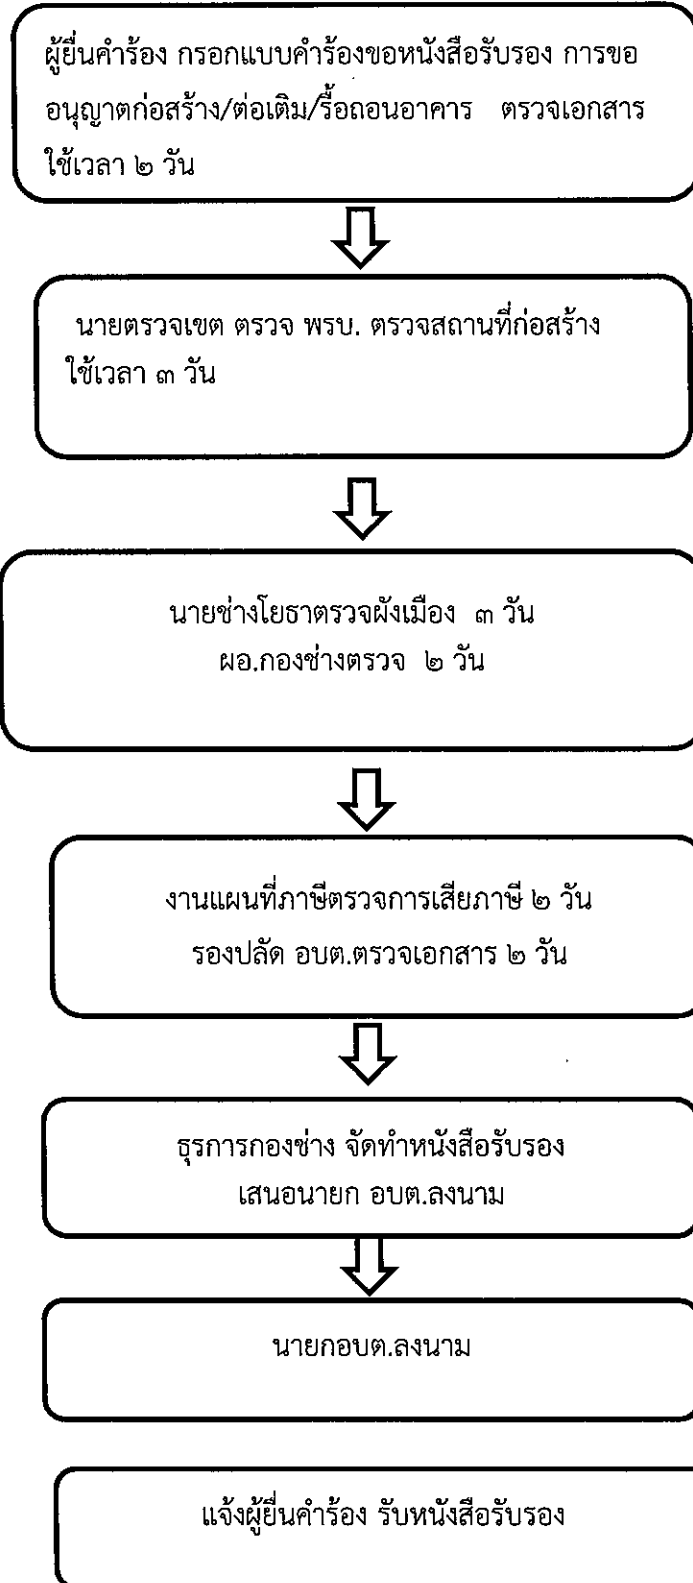 ผู้ยื่นคำร้อง กรอกแบบคำร้องขอหนังสือรับรอง การขอ
อนุญาตก่อสร้าง/ต่อเติม/รื้อถอนอาคาร ตรวจเอกสาร
ใช้เวลา ๒ วัน
นายตรวจเขต ตรวจ พรบ. ตรวจสถานที่ก่อสร้าง
ใช้เวลา ๓ วัน
นายช่างโยธาตรวจผังเมือง ๓ วัน
ผอ.กองช่างตรวจ ๒ วัน
งานแผนที่ภาษีตรวจการเสียภาษี ๒ วัน
รองปลัด อบต.ตรวจเอกสาร ๒ วัน
ธุรการกองช่าง จัดทำหนังสือรับรอง
เสนอนายก อบต.ลงนาม
นายกอบต.ลงนาม
แจ้งผู้ยื่นคำร้อง รับหนังสือรับรอง